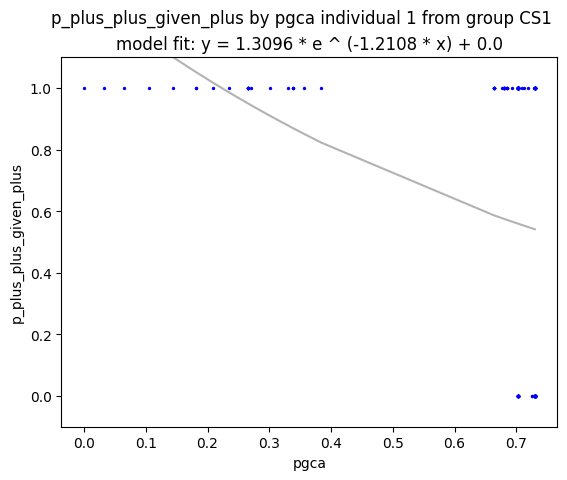 p_plus_plus_given_plus by pgca individual 1 from group CS1
model fit: y = 1.3096 * e ^ (-1.2108 * x) + 0.0
p_plus_plus_given_plus
1.0
0.8
0.6
0.4
0.2
0.0
0.0 0.1 0.2 0.3 0.4 0.5 0.6 0.7
pgca